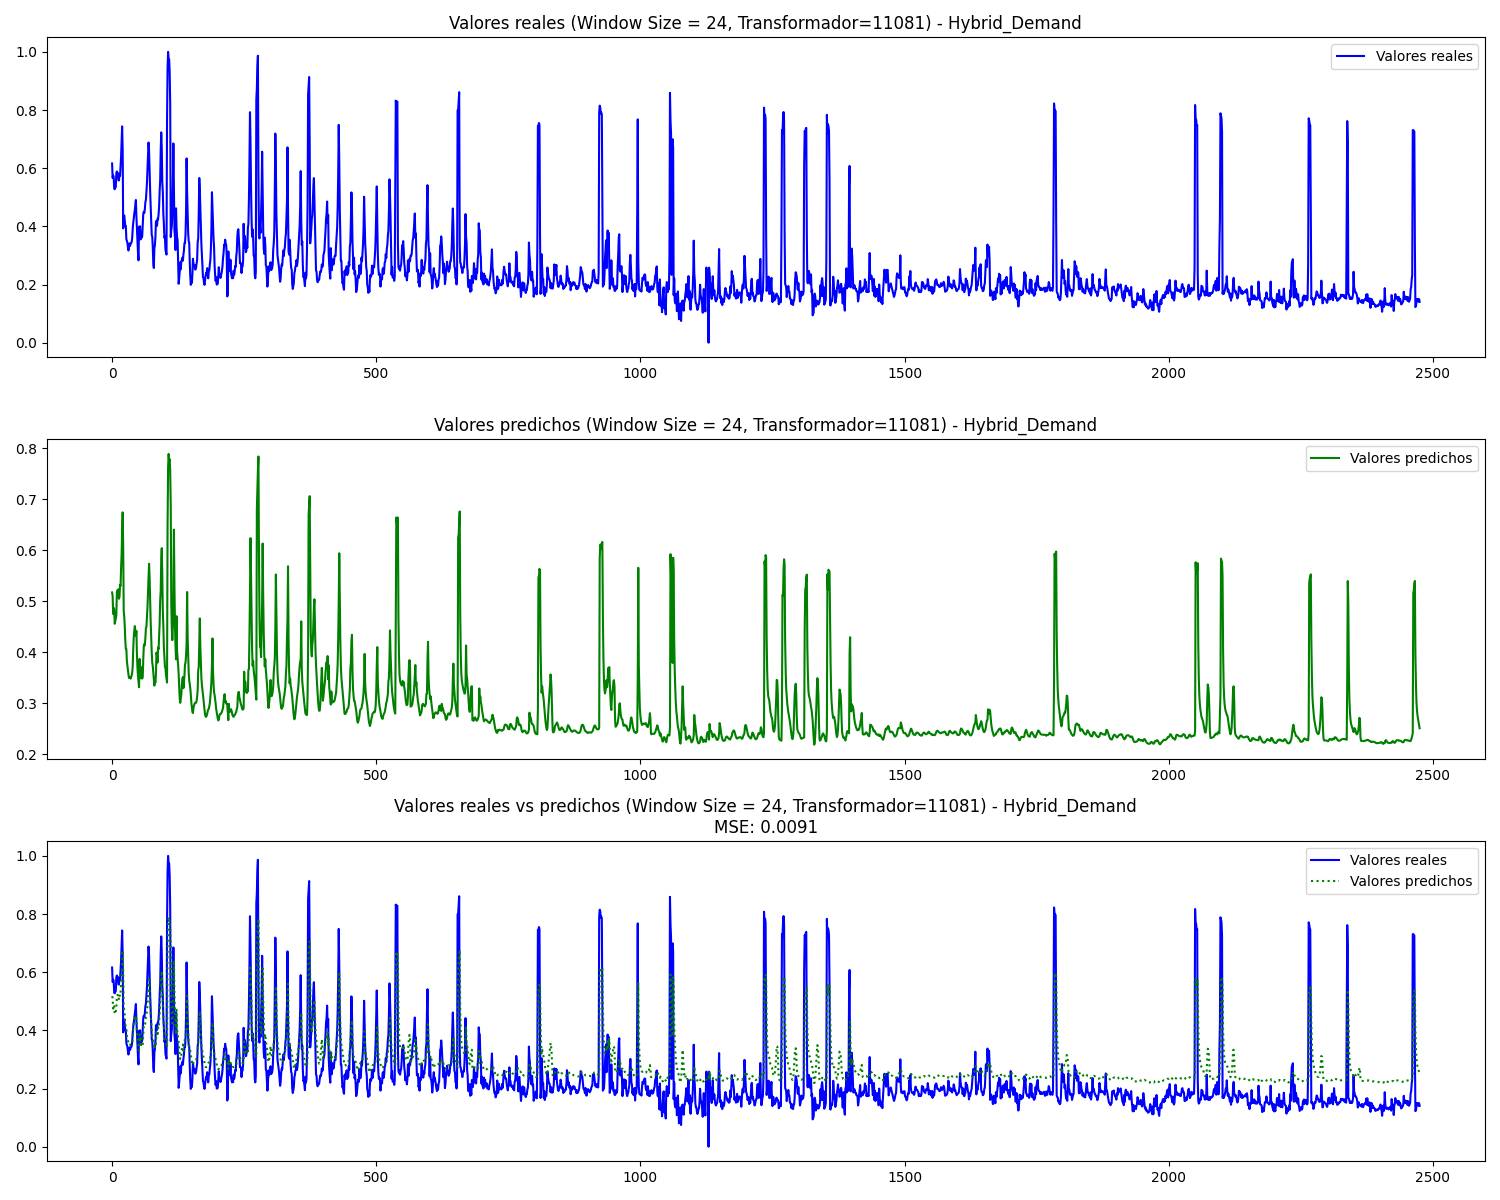 Valores reales (Window Size = 24, Transformador=11081) - Hybrid_Demand
Valores reales
1.0
0.8
0.6
0.4
0.2
0.0
0 500 1000 1500 2000 2500
Valores predichos (Window Size = 24, Transformador=11081) - Hybrid_Demand
Valores predichos
0.8
0.7
0.6
0.5
0.4
0.3
0.2
0 500 1000 1500 2000 2500
Valores reales vs predichos (Window Size = 24, Transformador=11081) - Hybrid_Demand
MSE: 0.0091
Valores reales
Valores predichos
1.0
0.8
0.6
0.4
0.2
0.0
0 500 1000 1500 2000 2500